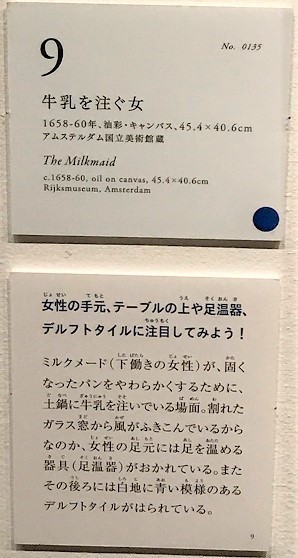 9
No. 0135
牛乳を注ぐ女
1658-60年、油彩・キャンバス、45.4×40.6cm
アムステルダム国立美術館蔵
The Milkmaid
c.1658-60, oil on canvas, 45.4×40.6cm
Rijksmuseum, Amsterdam
女性の手元、テーブルの上や足温器、
デルフトタイルに注目してみよう！
ミルクメード(下働きの女性)が、固く
なったパンをやわらかくするために、
土鍋に牛乳を注いでいる場面。割れた
ガラス窓から風がふきこんでいるから
なのか、女性の足元には足を温める
器具(足温器)がおかれている。また
その後ろには白地に青い模様のある
デルフトタイルがはられている。
9